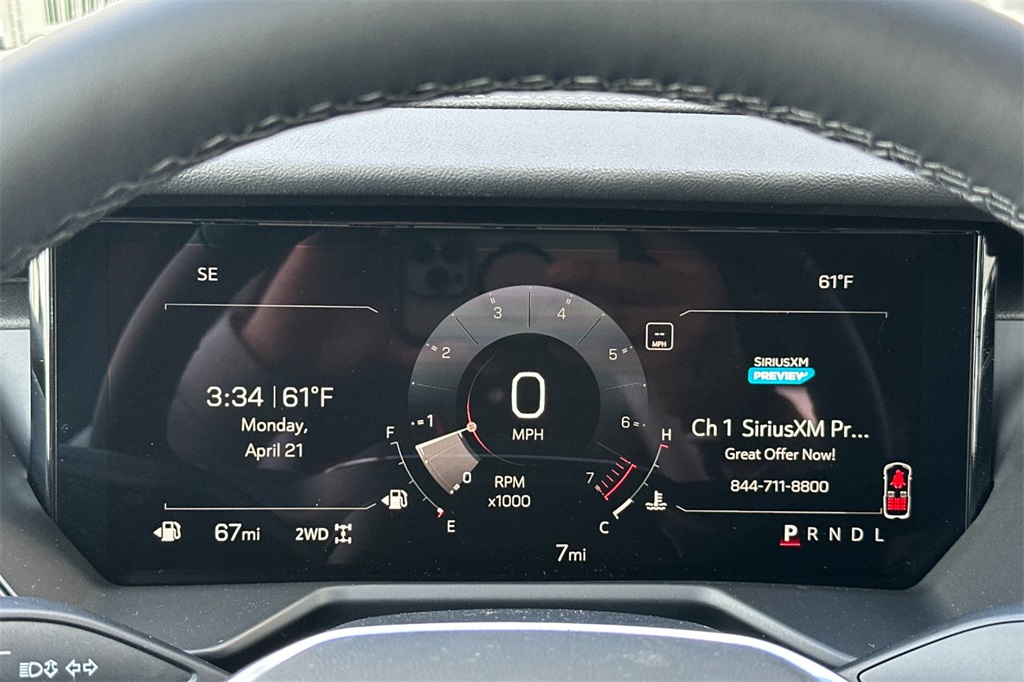 SE
61°F
3:34 | 61°F
Monday,
April 21
67mi
2WD
F
E
0
1
2
3
4
5
6
7
0
MPH
RPM
x1000
H
C
7mi
--
MPH
SIRIUSXM
PREVIEW
Ch 1 SiriusXM Pr...
Great Offer Now!
844-711-8800
P R N D L